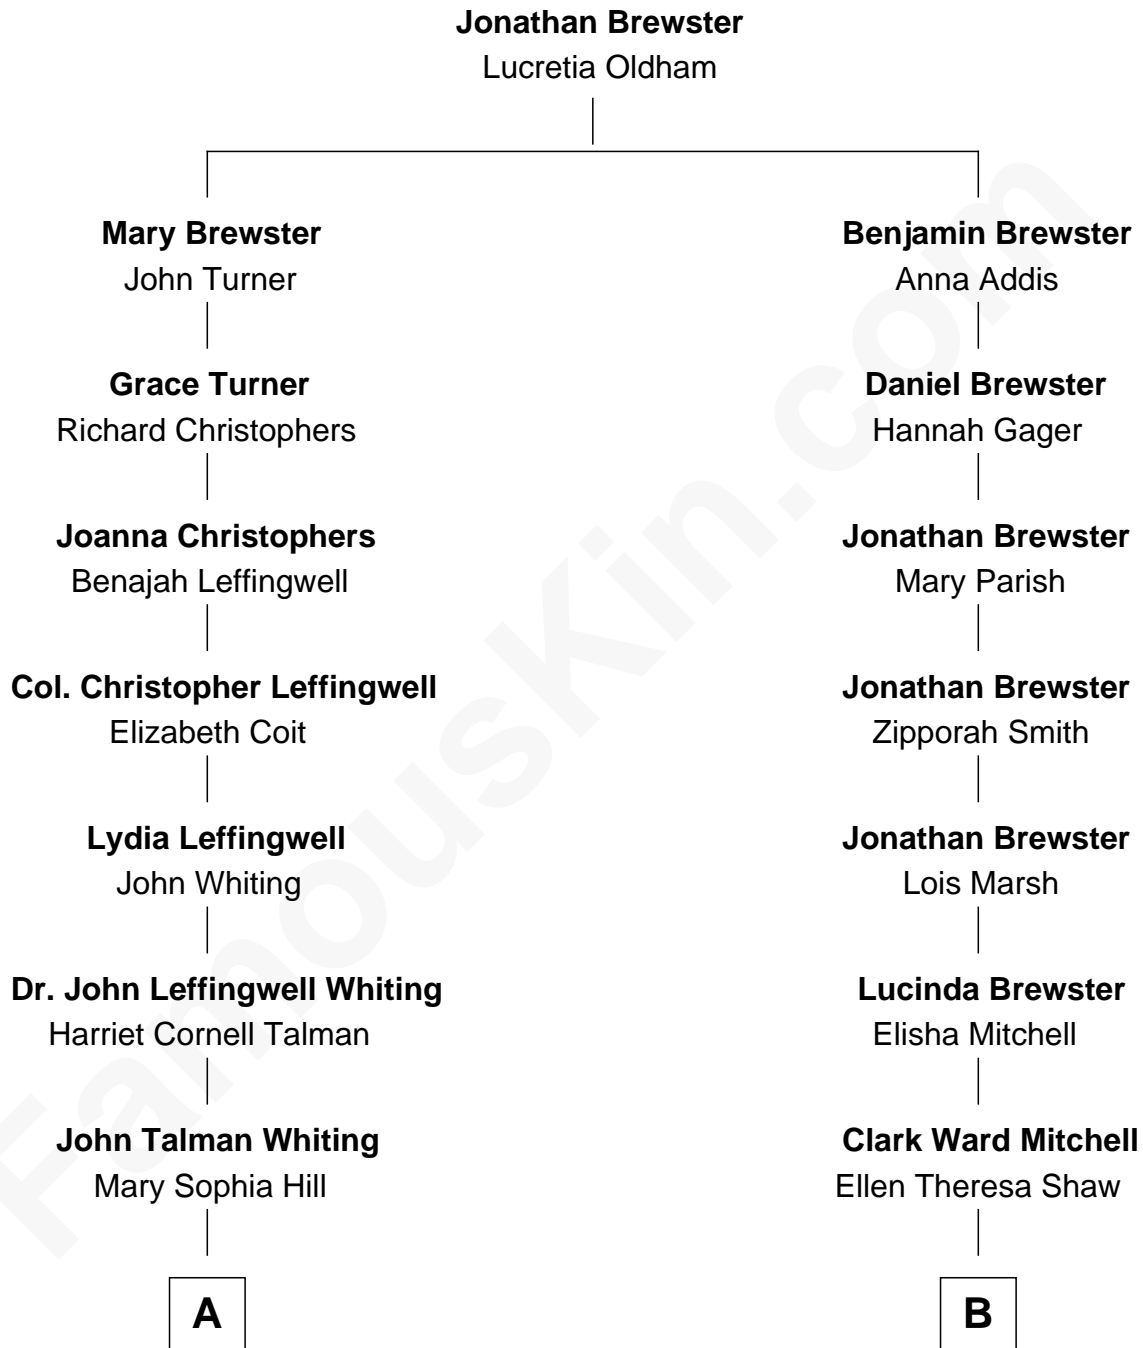 Jonathan Brewster
Lucretia Oldham
Mary Brewster
John Turner
Benjamin Brewster
Anna Addis
Grace Turner
Richard Christophers
Daniel Brewster
Hannah Gager
Joanna Christophers
Benajah Leffingwell
Jonathan Brewster
Mary Parish
Col. Christopher Leffingwell
Elizabeth Coit
Jonathan Brewster
Zipporah Smith
Lydia Leffingwell
John Whiting
Jonathan Brewster
Lois Marsh
Dr. John Leffingwell Whiting
Harriet Cornell Talman
Lucinda Brewster
Elisha Mitchell
John Talman Whiting
Mary Sophia Hill
Clark Ward Mitchell
Ellen Theresa Shaw
A
B
FamousKin.com